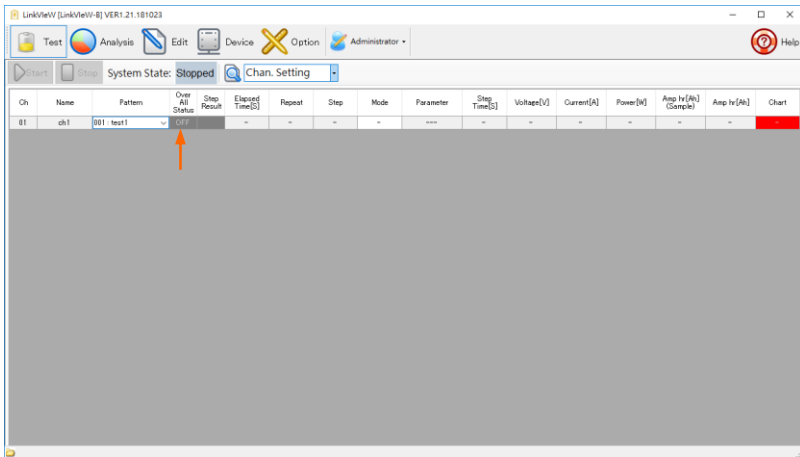 LinkVIeW [LinkVIeW-B] VER1.21.181023
Test Analysis Edit Device Option Administrator Help
Start Stop System State: Stopped Chan. Setting
Ch Name Pattern Over All Status Step Result Elapsed Time[S] Repeat Step Mode Parameter Step Time[S] Voltage[V] Current[A] Power[W] Amp hr[Ah] (Sample) Amp hr[Ah] Chart
01 ch1 001 : test1 OFF - - - - --- - - - - - - -